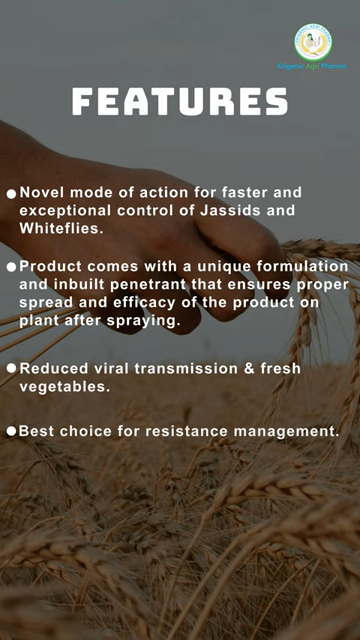 Krigenic Agri Pharma
FEATURES
Novel mode of action for faster and
exceptional control of Jassids and
Whiteflies.
Product comes with a unique formulation
and inbuilt penetrant that ensures proper
spread and efficacy of the product on
plant after spraying.
Reduced viral transmission & fresh
vegetables.
Best choice for resistance management.